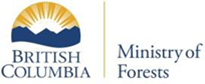 BRITISH
COLUMBIA
Ministry of
Forests